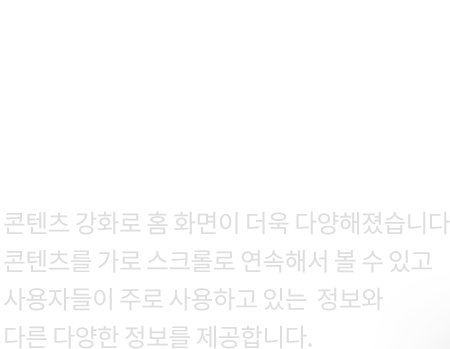 콘텐츠 강화로 홈 화면이 더욱 다양해졌습니다
콘텐츠를 가로 스크롤로 연속해서 볼 수 있고
사용자들이 주로 사용하고 있는 정보와
다른 다양한 정보를 제공합니다.